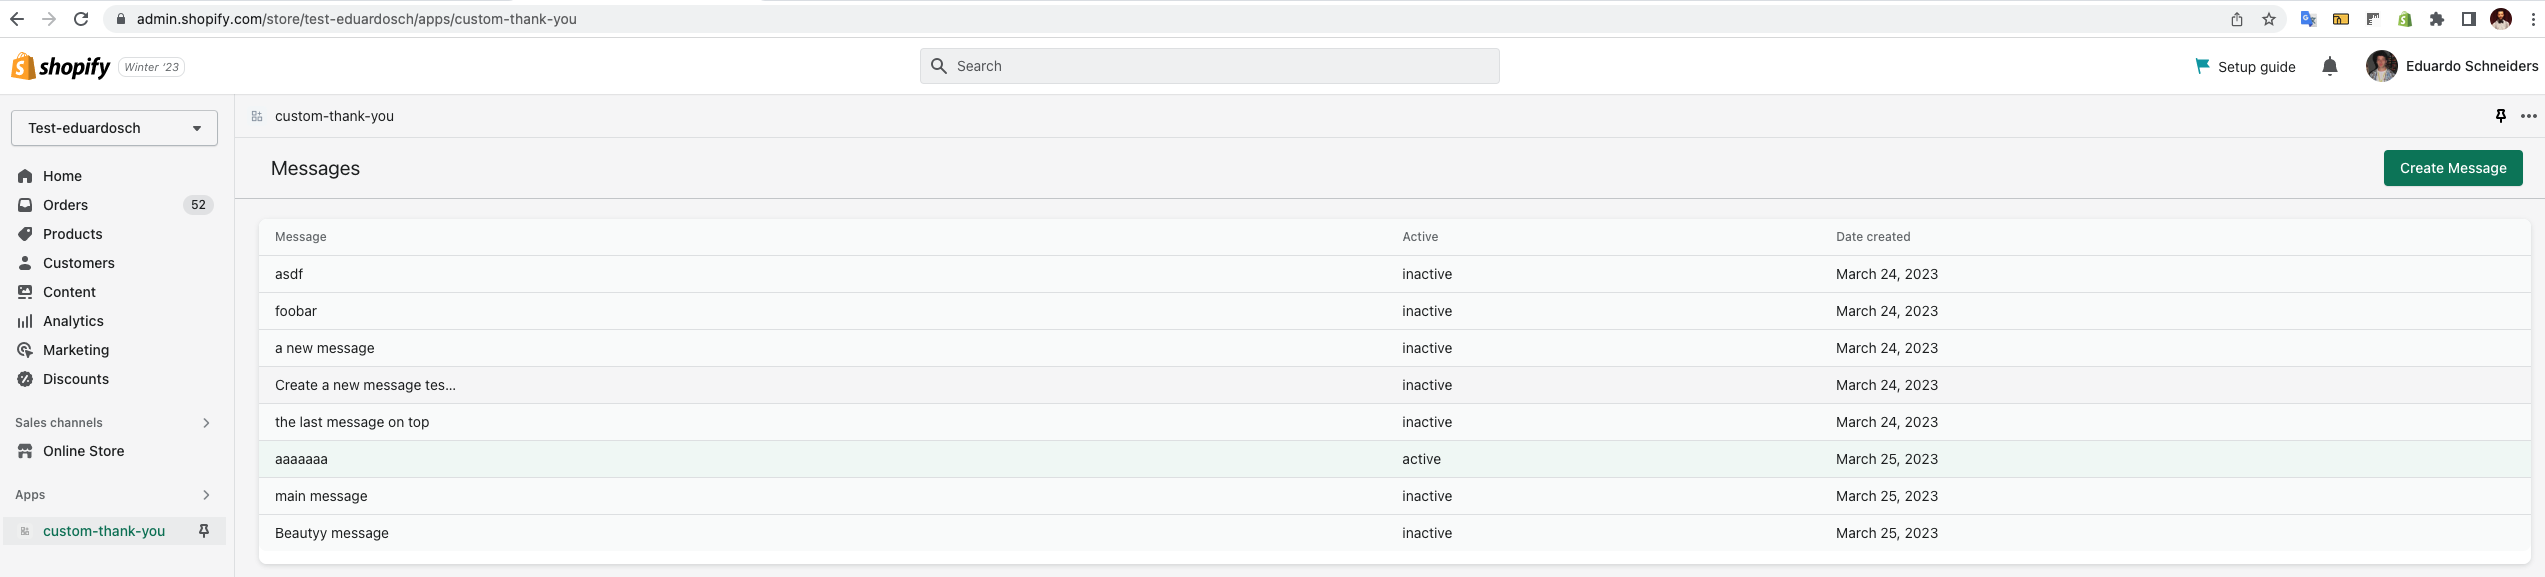 admin.shopify.com/store/test-eduardosch/apps/custom-thank-you
shopify Winter '23
Search
Setup guide
Eduardo Schneiders
Test-eduardosch
Home
Orders 52
Products
Customers
Content
Analytics
Marketing
Discounts
Sales channels
Online Store
Apps
custom-thank-you
custom-thank-you
Messages
Create Message
Message Active Date created
asdf inactive March 24, 2023
foobar inactive March 24, 2023
a new message inactive March 24, 2023
Create a new message tes... inactive March 24, 2023
the last message on top inactive March 24, 2023
aaaaaaa active March 25, 2023
main message inactive March 25, 2023
Beautyy message inactive March 25, 2023